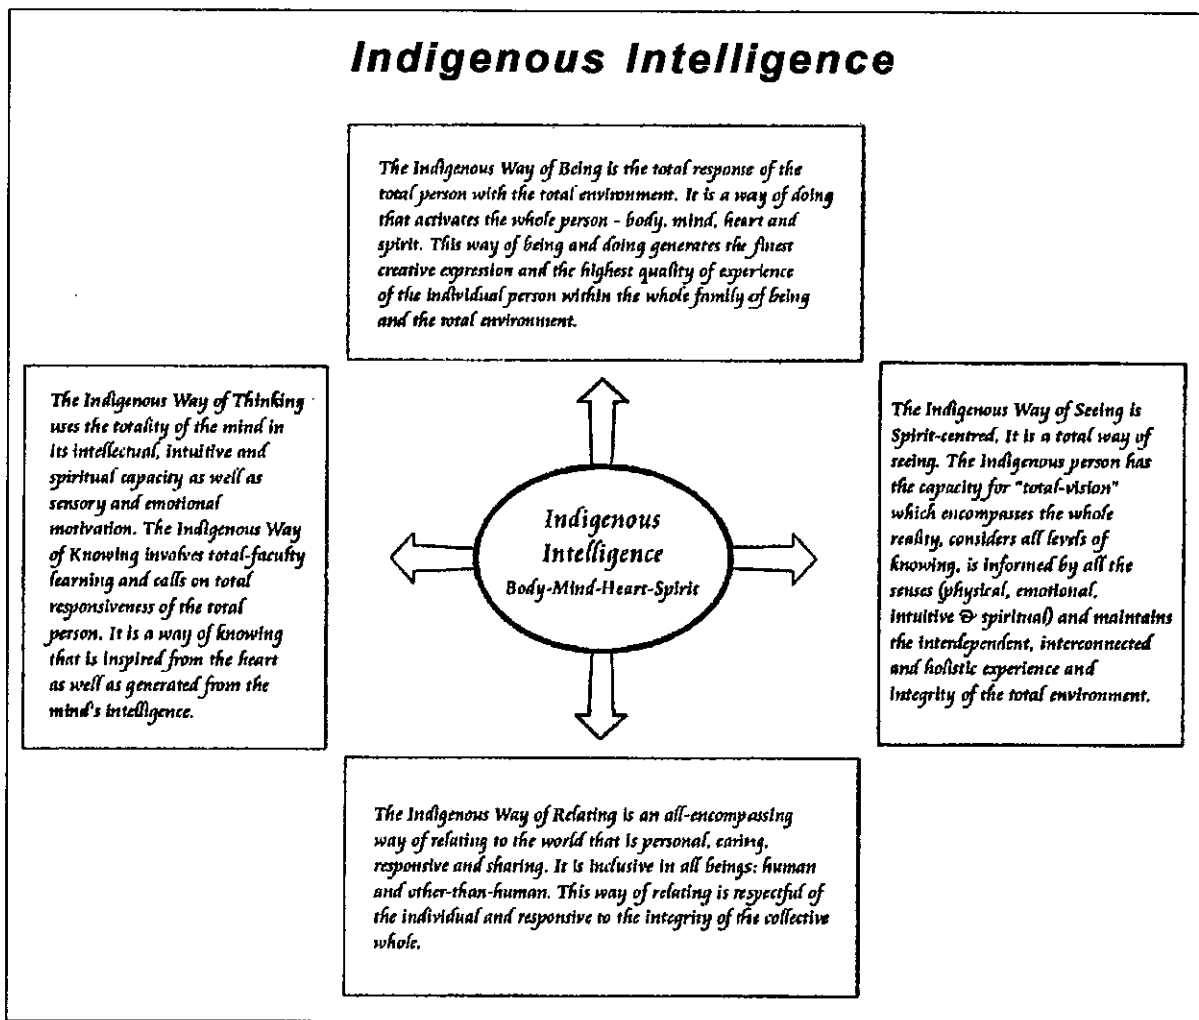 Indigenous Intelligence
The Indigenous Way of Being is the total response of the
total person with the total environment. It is a way of doing
that activates the whole person - body, mind, heart and
spirit. This way of being and doing generates the finest
creative expression and the highest quality of experience
of the individual person within the whole family of being
and the total environment.
The Indigenous Way of Thinking
uses the totality of the mind in
its intellectual, intuitive and
spiritual capacity as well as
sensory and emotional
motivation. The Indigenous Way
of Knowing involves total-faculty
learning and calls on total
responsiveness of the total
person. It is a way of knowing
that is inspired from the heart
as well as generated from the
mind's intelligence.
Indigenous
Intelligence
Body-Mind-Heart-Spirit
The Indigenous Way of Seeing is
Spirit-centred. It is a total way of
seeing. The Indigenous person has
the capacity for "total-vision"
which encompasses the whole
reality, considers all levels of
knowing, is informed by all the
senses (physical, emotional,
intuitive & spiritual) and maintains
the interdependent, interconnected
and holistic experience and
integrity of the total environment.
The Indigenous Way of Relating is an all-encompassing
way of relating to the world that is personal, caring,
responsive and sharing. It is inclusive in all beings: human
and other-than-human. This way of relating is respectful of
the individual and responsive to the integrity of the collective
whole.